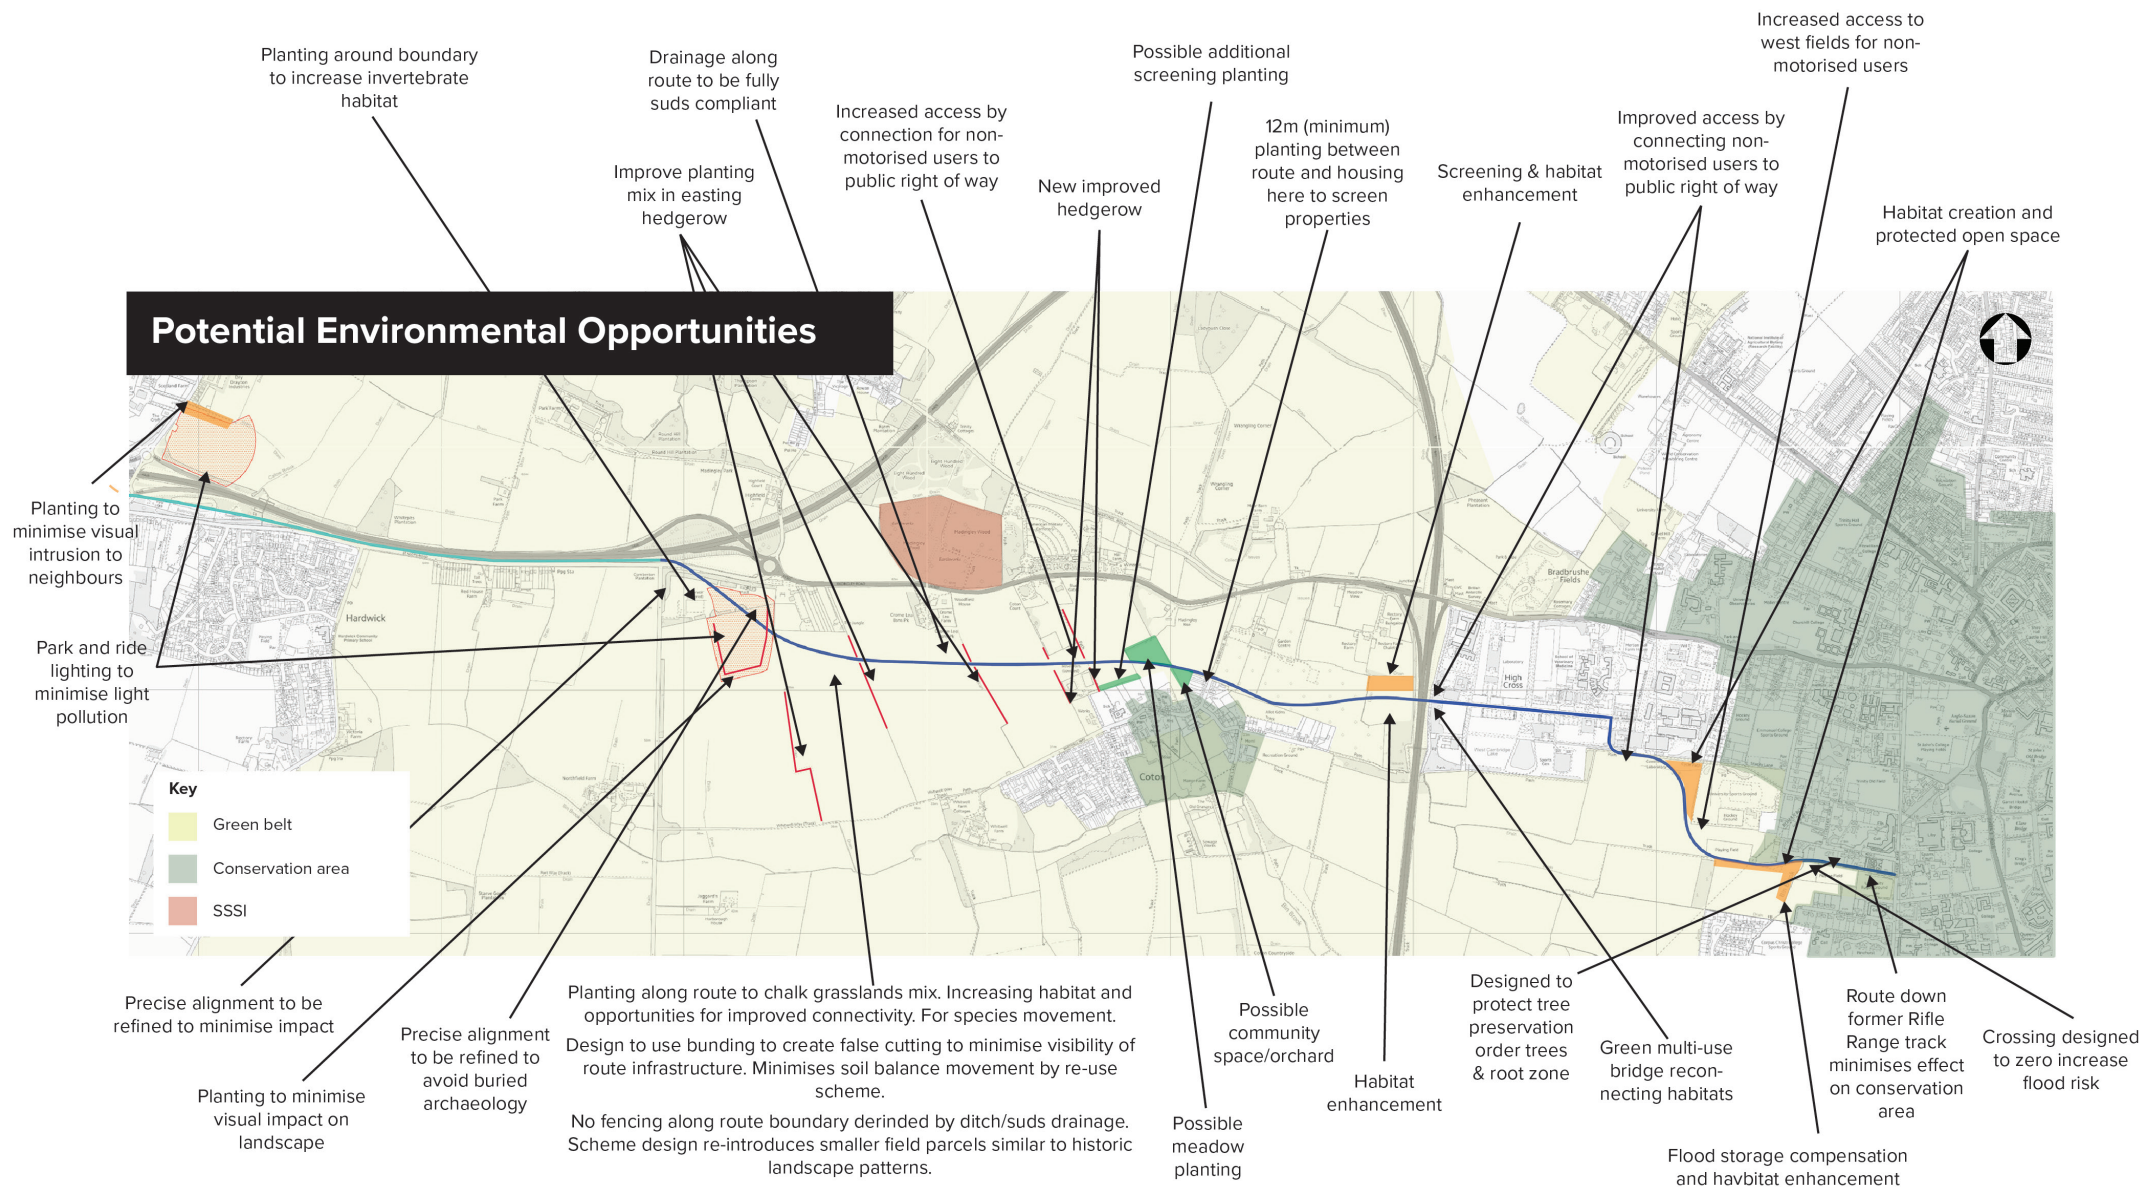 Increased access to
west fields for non-
motorised users
Planting around boundary
to increase invertebrate
habitat
Drainage along
route to be fully
suds compliant
Possible additional
screening planting
Increased access by
connection for non-
motorised users to
public right of way
12m (minimum)
planting between
route and housing
here to screen
properties
Improved access by
connecting non-
motorised users to
public right of way
Improve planting
mix in easting
hedgerow
New improved
hedgerow
Screening & habitat
enhancement
Habitat creation and
protected open space
Potential Environmental Opportunities
Planting to
minimise visual
intrusion to
neighbours
Park and ride
lighting to
minimise light
pollution
Hardwick
Bradbrushe
Fields
High
Cross
Coton
Key
Green belt
Conservation area
SSSI
Precise alignment to be
refined to minimise impact
Planting to minimise
visual impact on
landscape
Precise alignment
to be refined to
avoid buried
archaeology
Planting along route to chalk grasslands mix. Increasing habitat and
opportunities for improved connectivity. For species movement.
Design to use bunding to create false cutting to minimise visibility of
route infrastructure. Minimises soil balance movement by re-use
scheme.
No fencing along route boundary derinded by ditch/suds drainage.
Scheme design re-introduces smaller field parcels similar to historic
landscape patterns.
Possible
meadow
planting
Possible
community
space/orchard
Habitat
enhancement
Designed to
protect tree
preservation
order trees
& root zone
Green multi-use
bridge recon-
necting habitats
Route down
former Rifle
Range track
minimises effect
on conservation
area
Crossing designed
to zero increase
flood risk
Flood storage compensation
and havbitat enhancement